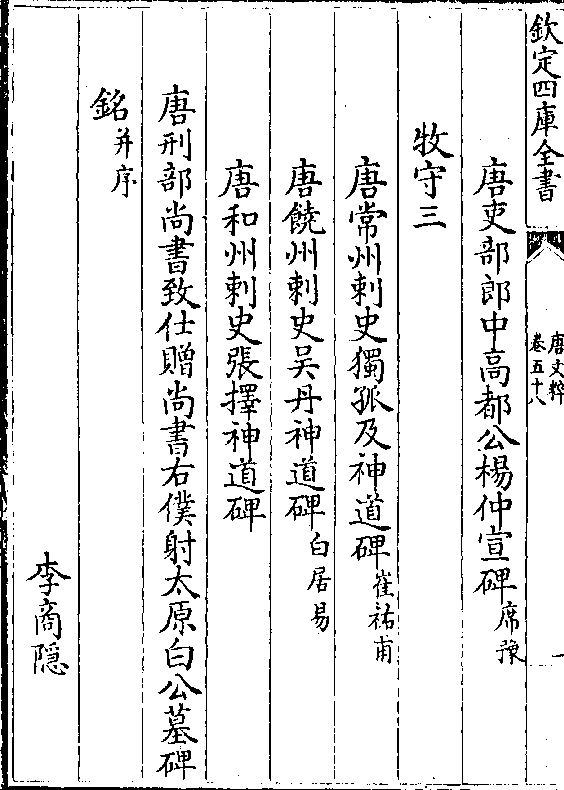 欽定四庫全書
唐文粹
卷五十八
一
唐吏部郎中高都公楊仲宣碑 席豫
牧守三
唐常州刺史獨孤及神道碑 崔祐甫
唐饒州刺史吴丹神道碑 白居易
唐和州刺史張擇神道碑
唐刑部尚書致仕贈尚書右僕射太原白公墓碑
銘 并序
李商隱